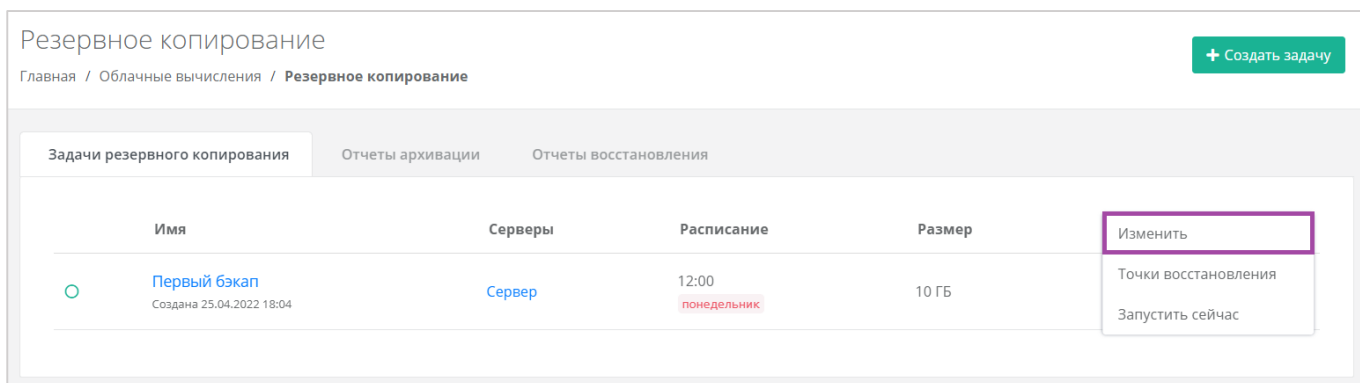 Резервное копирование
+ Создать задачу
Главная / Облачные вычисления / Резервное копирование
Задачи резервного копирования Отчеты архивации Отчеты восстановления
Имя Серверы Расписание Размер
Изменить
Первый бэкап
Создана 25.04.2022 18:04
Сервер
12:00
понедельник
10 ГБ
Точки восстановления
Запустить сейчас